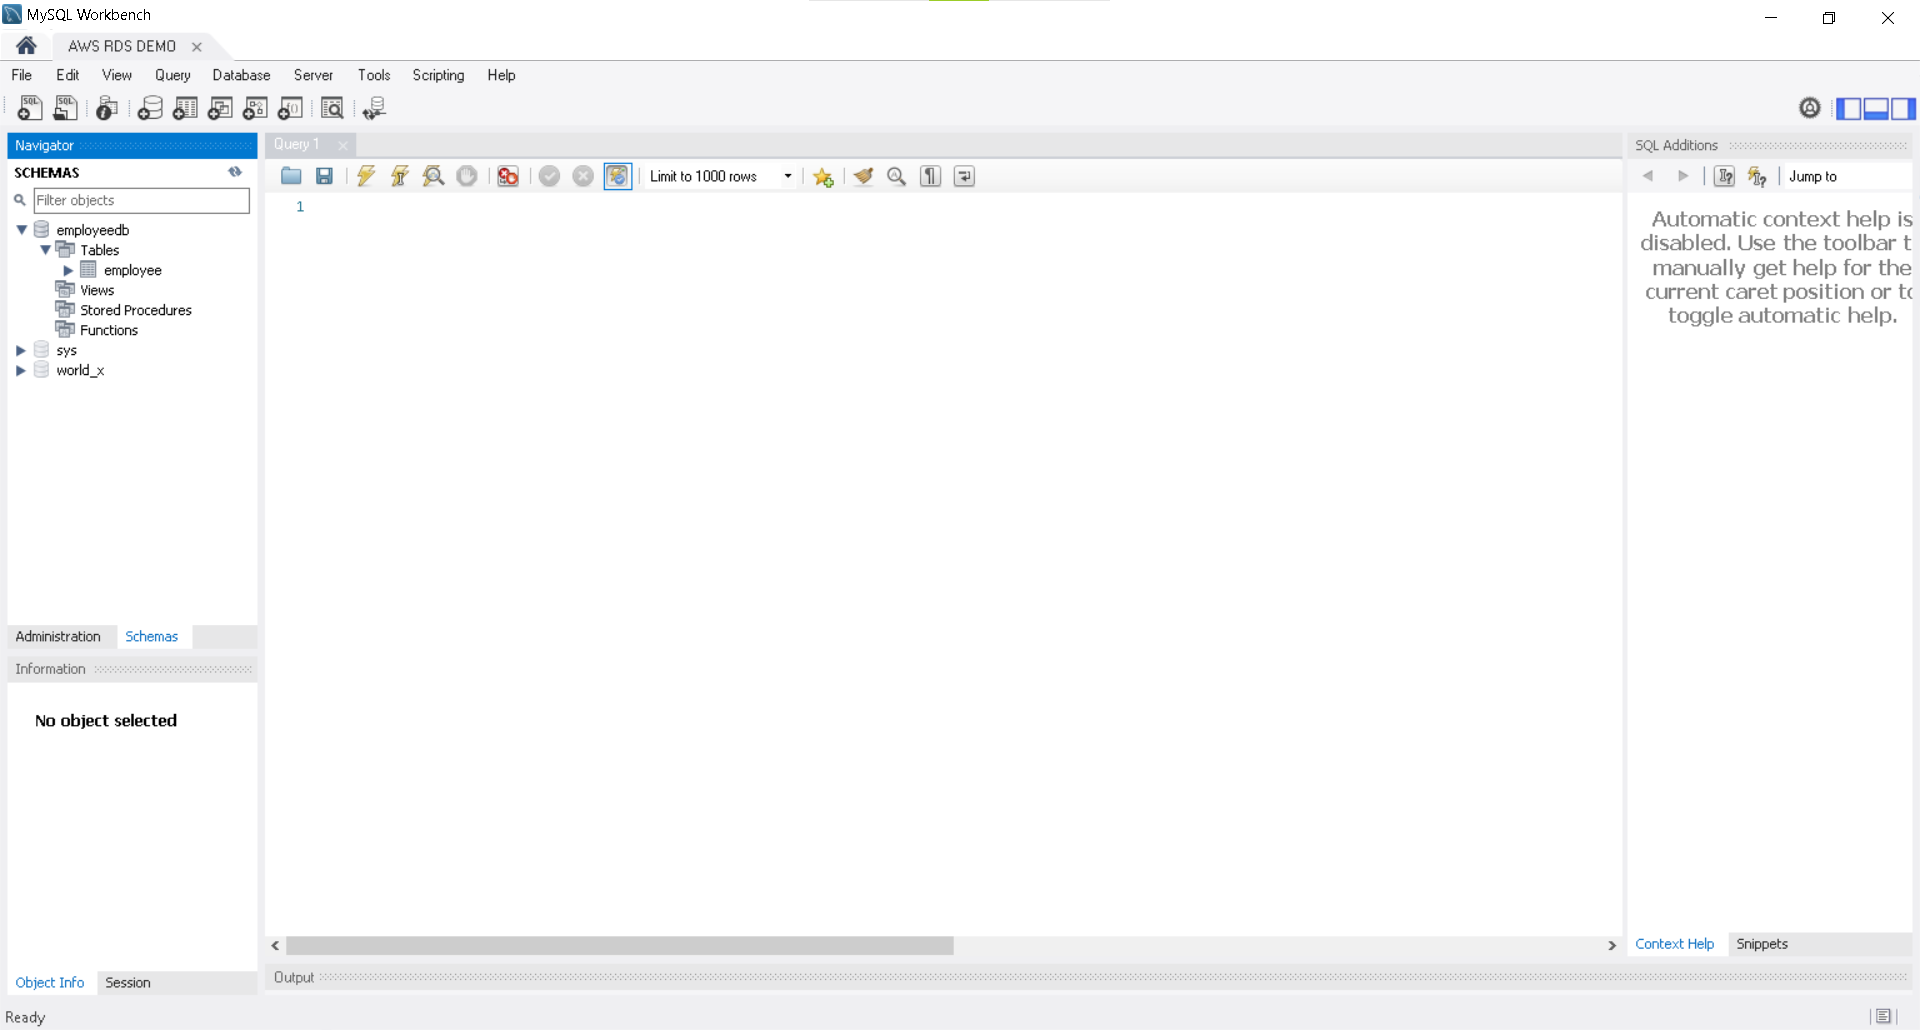 MySQL Workbench
AWS RDS DEMO
File Edit View Query Database Server Tools Scripting Help
Navigator
SCHEMAS
Filter objects
employeedb
Tables
employee
Views
Stored Procedures
Functions
sys
world_x
Administration Schemas
Information
No object selected
Object Info Session
Query 1
Limit to 1000 rows
1
Output
SQL Additions
Jump to
Automatic context help is
disabled. Use the toolbar t
manually get help for the
current caret position or to
toggle automatic help.
Context Help Snippets
Ready